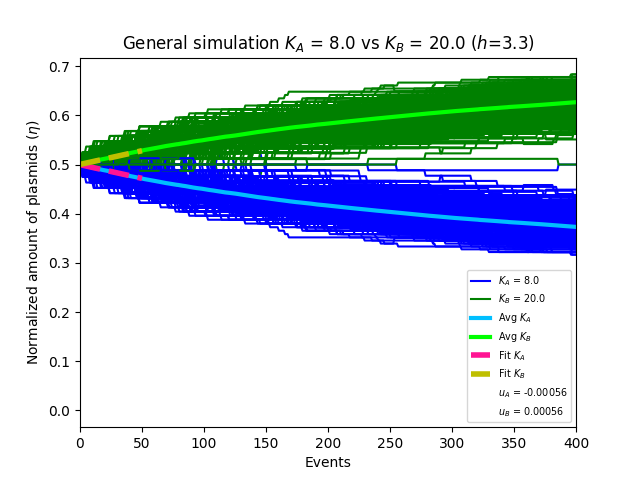 General simulation K_A = 8.0 vs K_B = 20.0 (h=3.3)
Normalized amount of plasmids (η)
0.7
0.6
0.5
0.4
0.3
0.2
0.1
0.0
K_A = 8.0
K_B = 20.0
Avg K_A
Avg K_B
Fit K_A
Fit K_B
u_A = -0.00056
u_B = 0.00056
0 50 100 150 200 250 300 350 400
Events